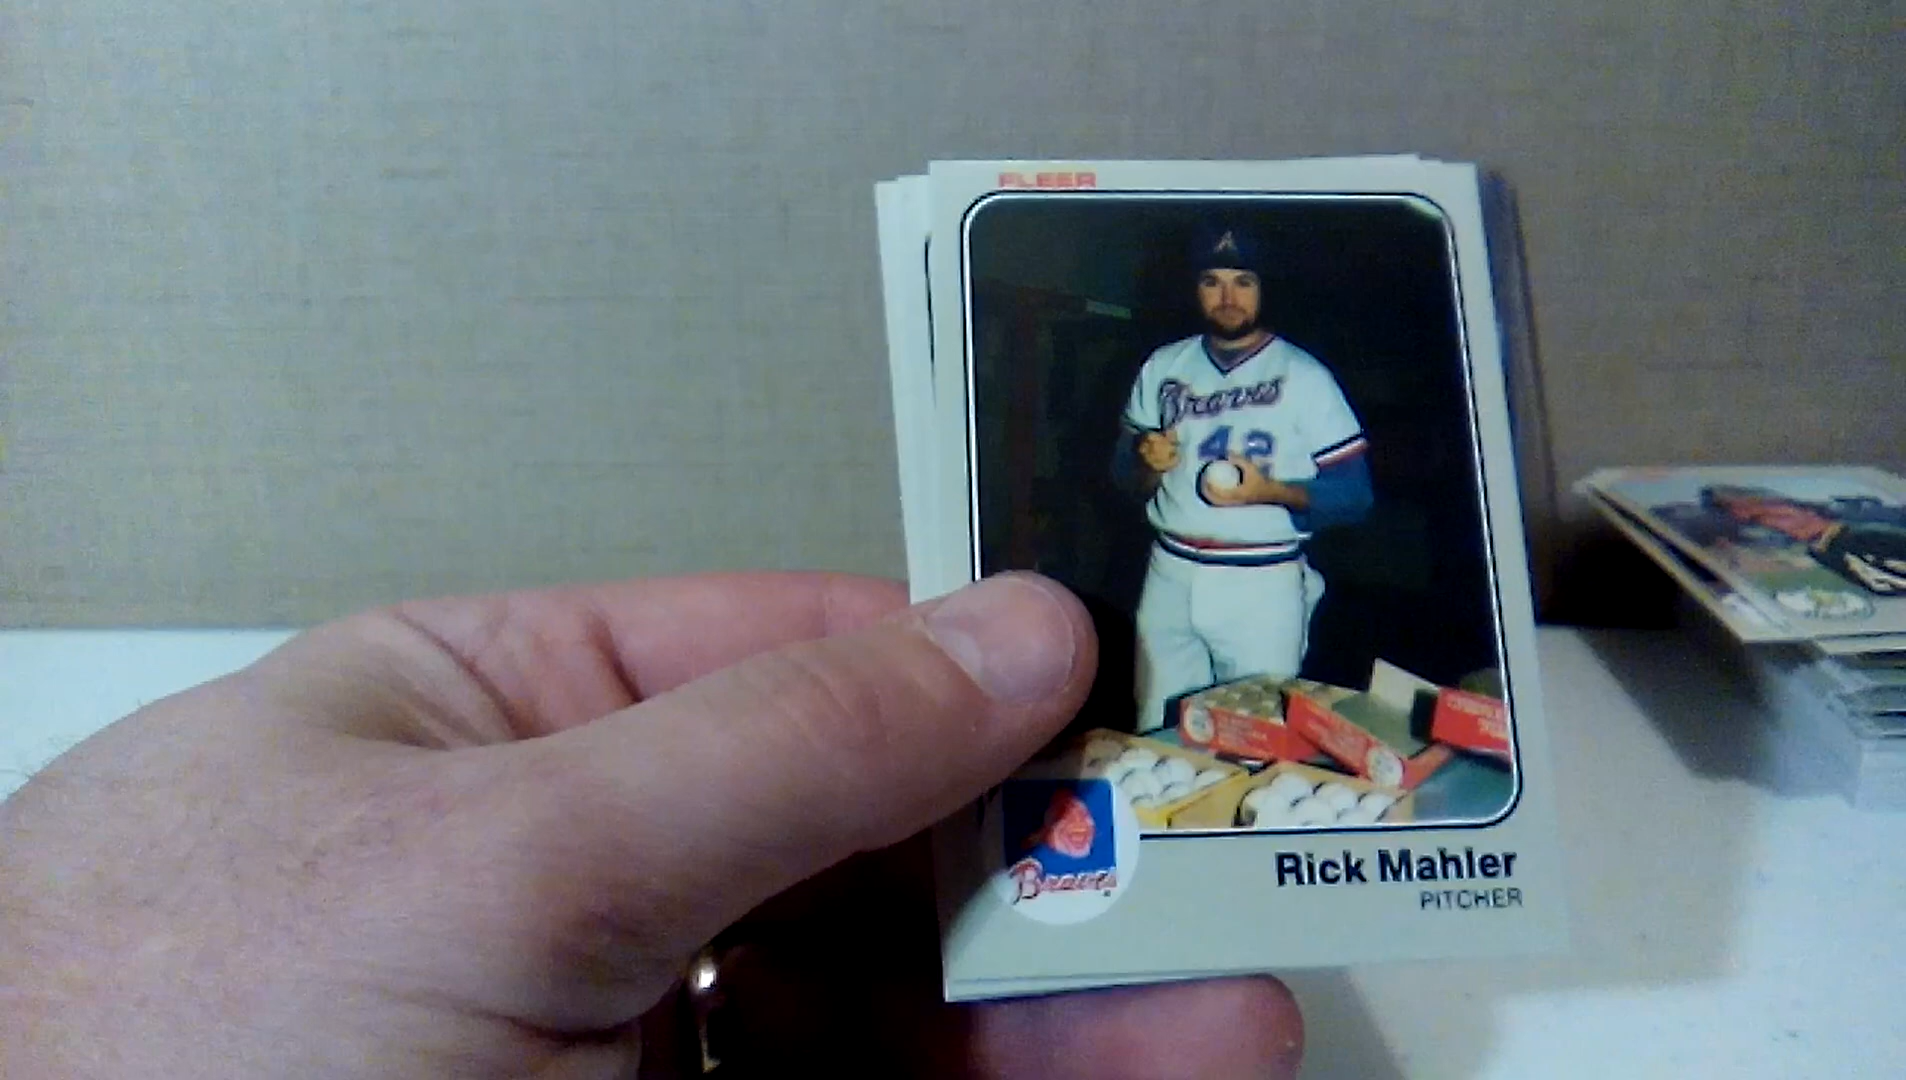 FLEER
A
Braves
42
Braves
Rick Mahler
PITCHER